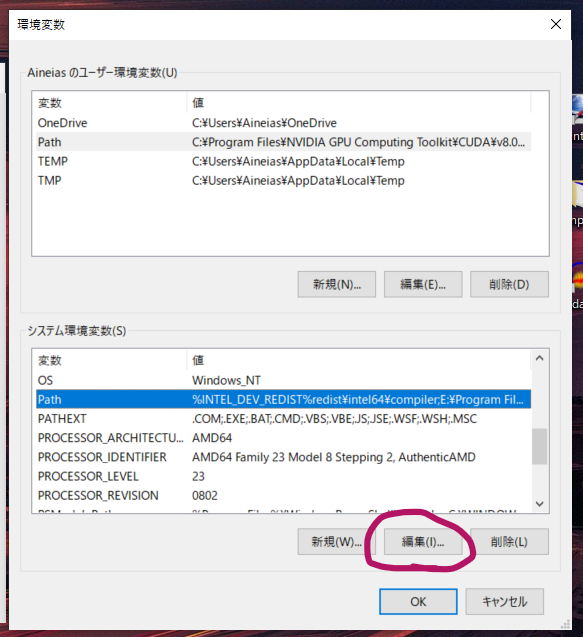 環境変数
Aineias のユーザー環境変数(U)
変数 値
OneDrive C:¥Users¥Aineias¥OneDrive
Path C:¥Program Files¥NVIDIA GPU Computing Toolkit¥CUDA¥v8.0...
TEMP C:¥Users¥Aineias¥AppData¥Local¥Temp
TMP C:¥Users¥Aineias¥AppData¥Local¥Temp
新規(N)... 編集(E)... 削除(D)
システム環境変数(S)
変数 値
OS Windows_NT
Path %INTEL_DEV_REDIST%redist¥intel64¥compiler;E:¥Program Fil...
PATHEXT .COM;.EXE;.BAT;.CMD;.VBS;.VBE;.JS;.JSE;.WSF;.WSH;.MSC
PROCESSOR_ARCHITECTU... AMD64
PROCESSOR_IDENTIFIER AMD64 Family 23 Model 8 Stepping 2, AuthenticAMD
PROCESSOR_LEVEL 23
PROCESSOR_REVISION 0802
新規(W)... 編集(I)... 削除(L)
OK キャンセル